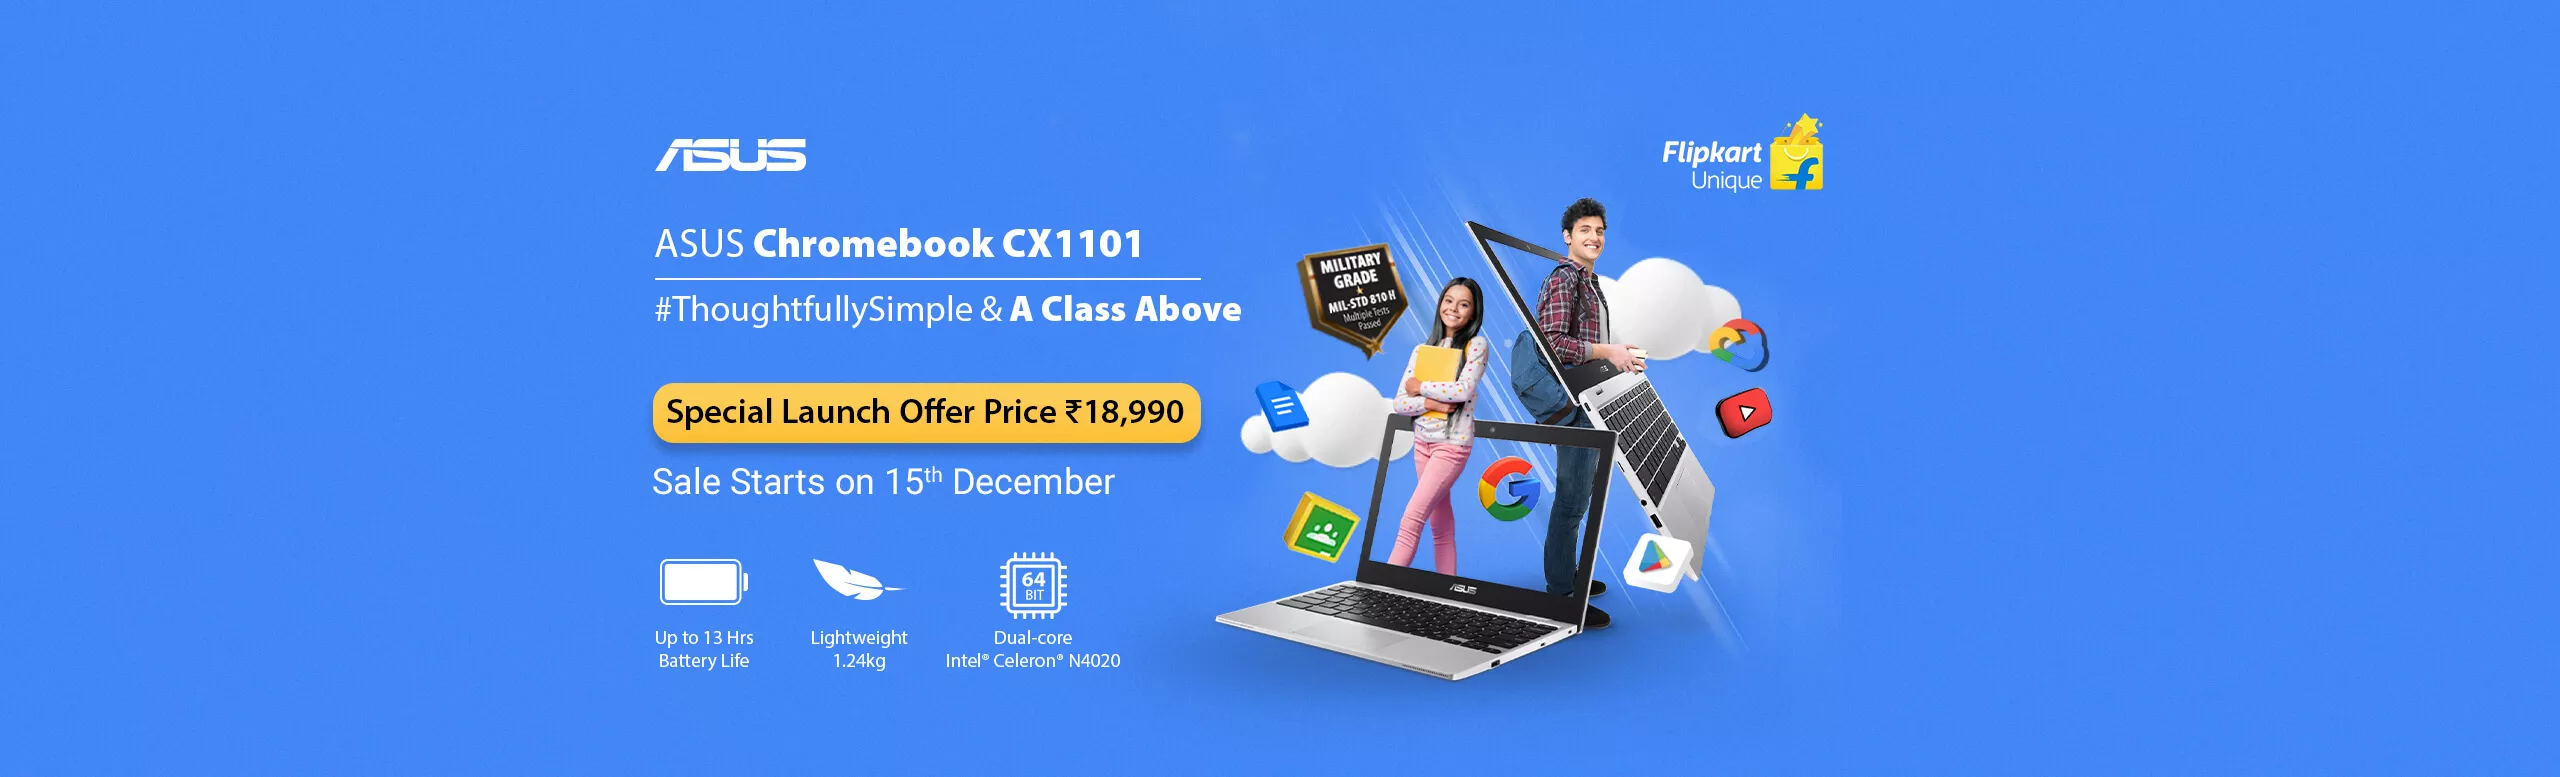 ASUS
Flipkart
Unique
ASUS Chromebook CX1101
#ThoughtfullySimple & A Class Above
Special Launch Offer Price ₹18,990
Sale Starts on 15th December
64
BIT
Up to 13 Hrs
Battery Life
Lightweight
1.24kg
Dual-core
Intel® Celeron® N4020
MILITARY
GRADE
MIL-STD 810 H
Multiple Tests
Passed
ASUS
ASUS